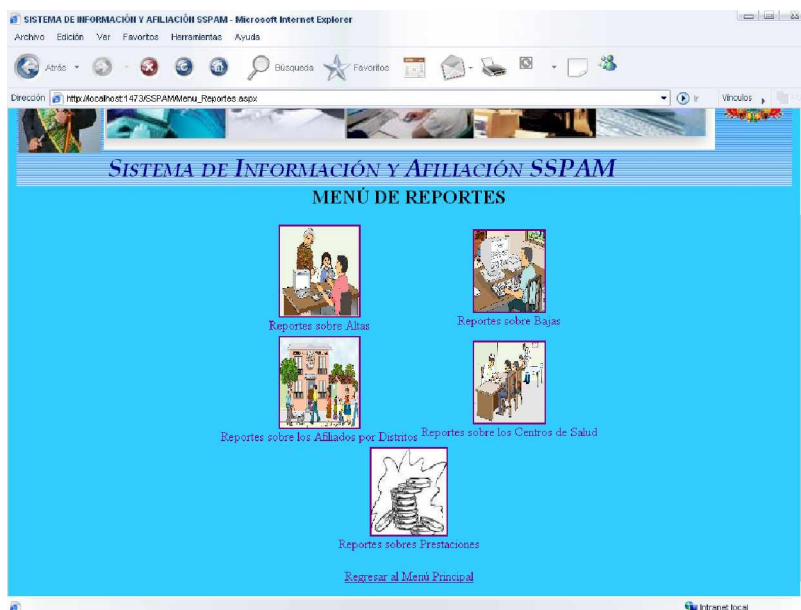 SISTEMA DE INFORMACIÓN Y AFILIACIÓN SSPAM - Microsoft Internet Explorer
Archivo Edición Ver Favoritos Herramientas Ayuda
Atrás Búsqueda Favoritos
Dirección http://localhost:1473/SSPAM/Menu_Reportes.aspx Ir Vínculos
SISTEMA DE INFORMACIÓN Y AFILIACIÓN SSPAM
MENÚ DE REPORTES
Reportes sobre Altas
Reportes sobre Bajas
Reportes sobre los Afiliados por Distritos
Reportes sobre los Centros de Salud
Reportes sobres Prestaciones
Regresar al Menú Principal
Intranet local